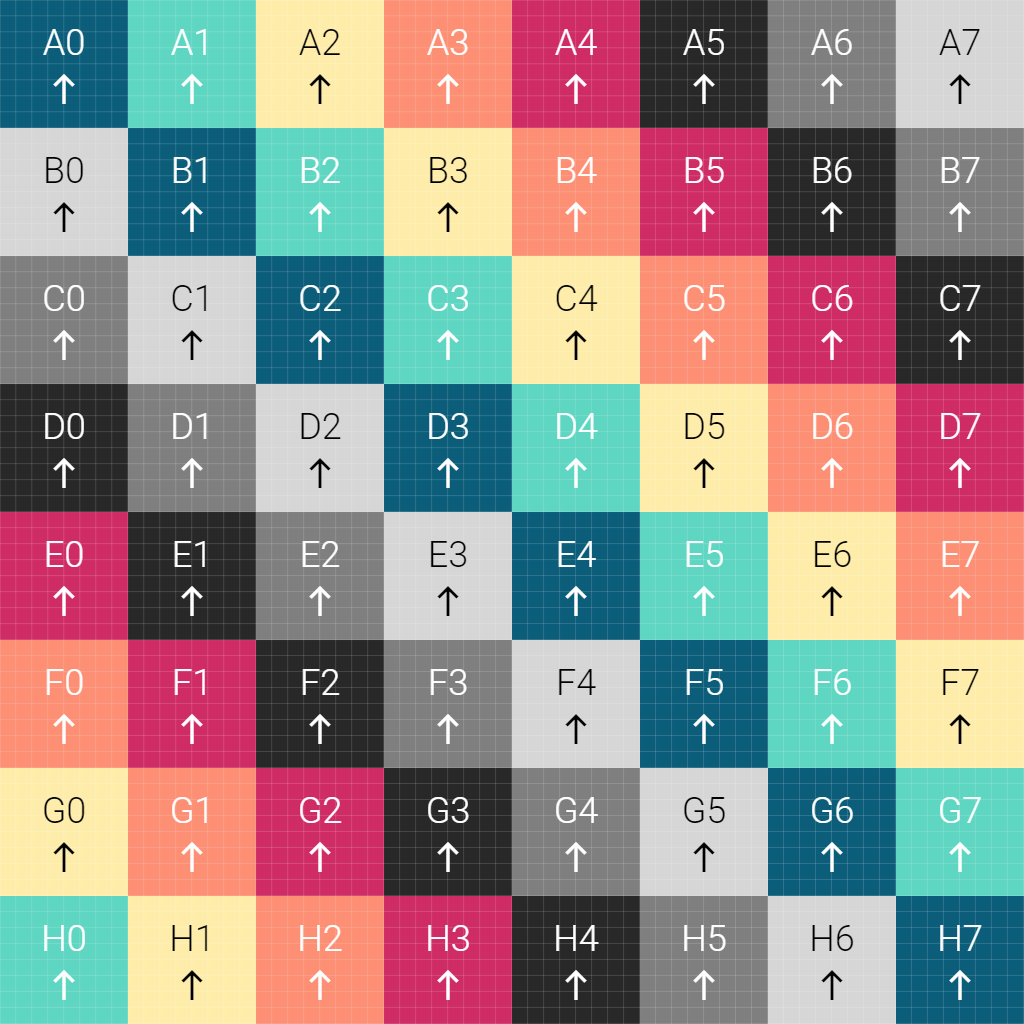 A0 A1 A2 A3 A4 A5 A6 A7
↑ ↑ ↑ ↑ ↑ ↑ ↑ ↑
B0 B1 B2 B3 B4 B5 B6 B7
↑ ↑ ↑ ↑ ↑ ↑ ↑ ↑
C0 C1 C2 C3 C4 C5 C6 C7
↑ ↑ ↑ ↑ ↑ ↑ ↑ ↑
D0 D1 D2 D3 D4 D5 D6 D7
↑ ↑ ↑ ↑ ↑ ↑ ↑ ↑
E0 E1 E2 E3 E4 E5 E6 E7
↑ ↑ ↑ ↑ ↑ ↑ ↑ ↑
F0 F1 F2 F3 F4 F5 F6 F7
↑ ↑ ↑ ↑ ↑ ↑ ↑ ↑
G0 G1 G2 G3 G4 G5 G6 G7
↑ ↑ ↑ ↑ ↑ ↑ ↑ ↑
H0 H1 H2 H3 H4 H5 H6 H7
↑ ↑ ↑ ↑ ↑ ↑ ↑ ↑